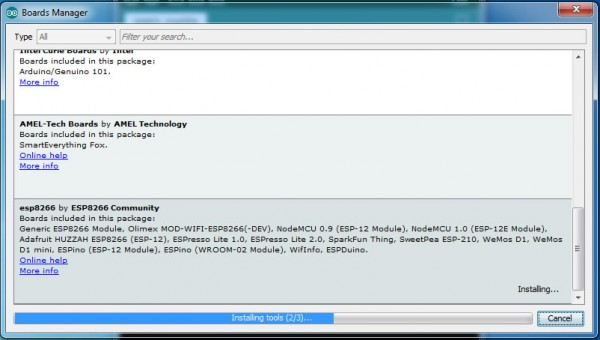 Boards Manager
Type All Filter your search...
Intel Curie Boards by Intel
Boards included in this package:
Arduino/Genuino 101.
More info
AMEL-Tech Boards by AMEL Technology
Boards included in this package:
SmartEverything Fox.
Online help
More info
esp8266 by ESP8266 Community
Boards included in this package:
Generic ESP8266 Module, Olimex MOD-WIFI-ESP8266(-DEV), NodeMCU 0.9 (ESP-12 Module), NodeMCU 1.0 (ESP-12E Module),
Adafruit HUZZAH ESP8266 (ESP-12), ESPresso Lite 1.0, ESPresso Lite 2.0, SparkFun Thing, SweetPea ESP-210, WeMos D1, WeMos
D1 mini, ESPino (ESP-12 Module), ESPino (WROOM-02 Module), WifInfo, ESPDuino.
Online help
More info
Installing...
Installing tools (2/3)...
Cancel